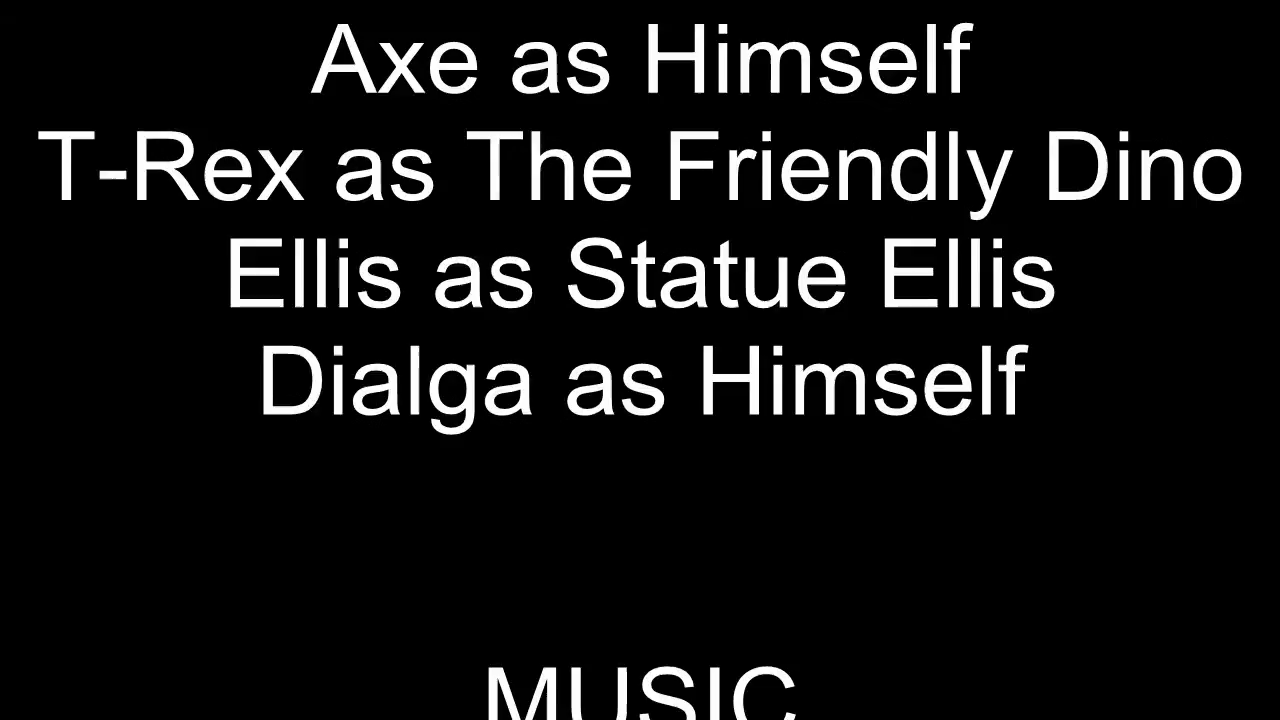 Axe as Himself
T-Rex as The Friendly Dino
Ellis as Statue Ellis
Dialga as Himself
MUSIC